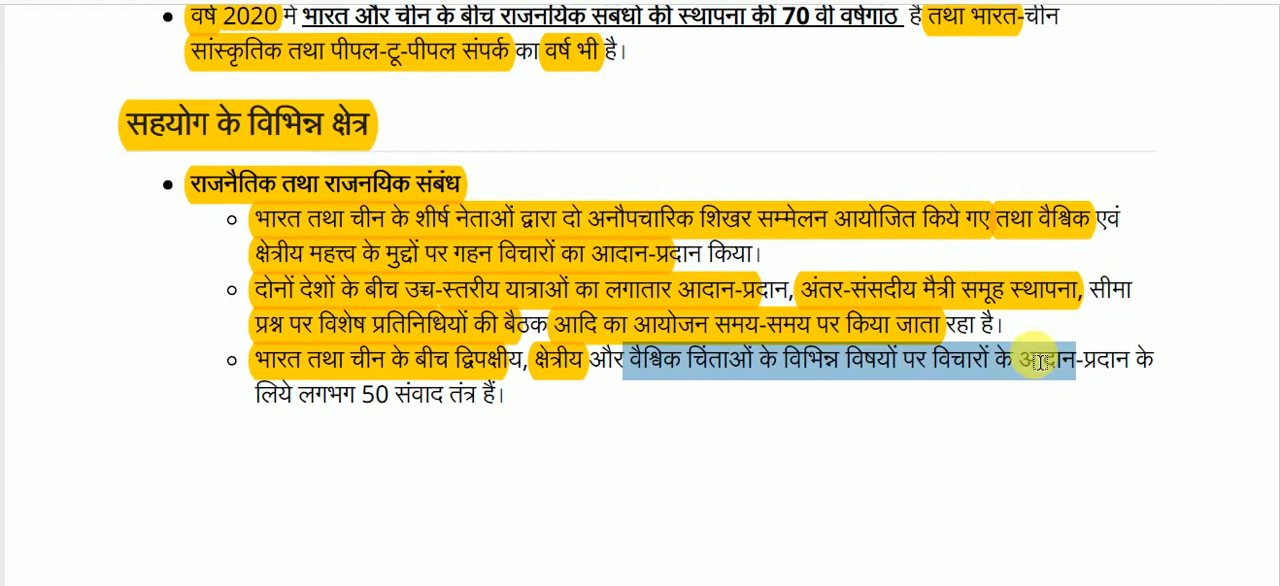 वर्ष 2020 में भारत और चीन के बीच राजनयिक संबंधों की स्थापना की 70 वीं वर्षगांठ है तथा भारत-चीन
सांस्कृतिक तथा पीपल-टू-पीपल संपर्क का वर्ष भी है।
सहयोग के विभिन्न क्षेत्र
राजनैतिक तथा राजनयिक संबंध
भारत तथा चीन के शीर्ष नेताओं द्वारा दो अनौपचारिक शिखर सम्मेलन आयोजित किये गए तथा वैश्विक एवं
क्षेत्रीय महत्त्व के मुद्दों पर गहन विचारों का आदान-प्रदान किया।
दोनों देशों के बीच उच्च-स्तरीय यात्राओं का लगातार आदान-प्रदान, अंतर-संसदीय मैत्री समूह स्थापना, सीमा
प्रश्न पर विशेष प्रतिनिधियों की बैठक आदि का आयोजन समय-समय पर किया जाता रहा है।
भारत तथा चीन के बीच द्विपक्षीय, क्षेत्रीय और वैश्विक चिंताओं के विभिन्न विषयों पर विचारों के आदान-प्रदान के
लिये लगभग 50 संवाद तंत्र हैं।